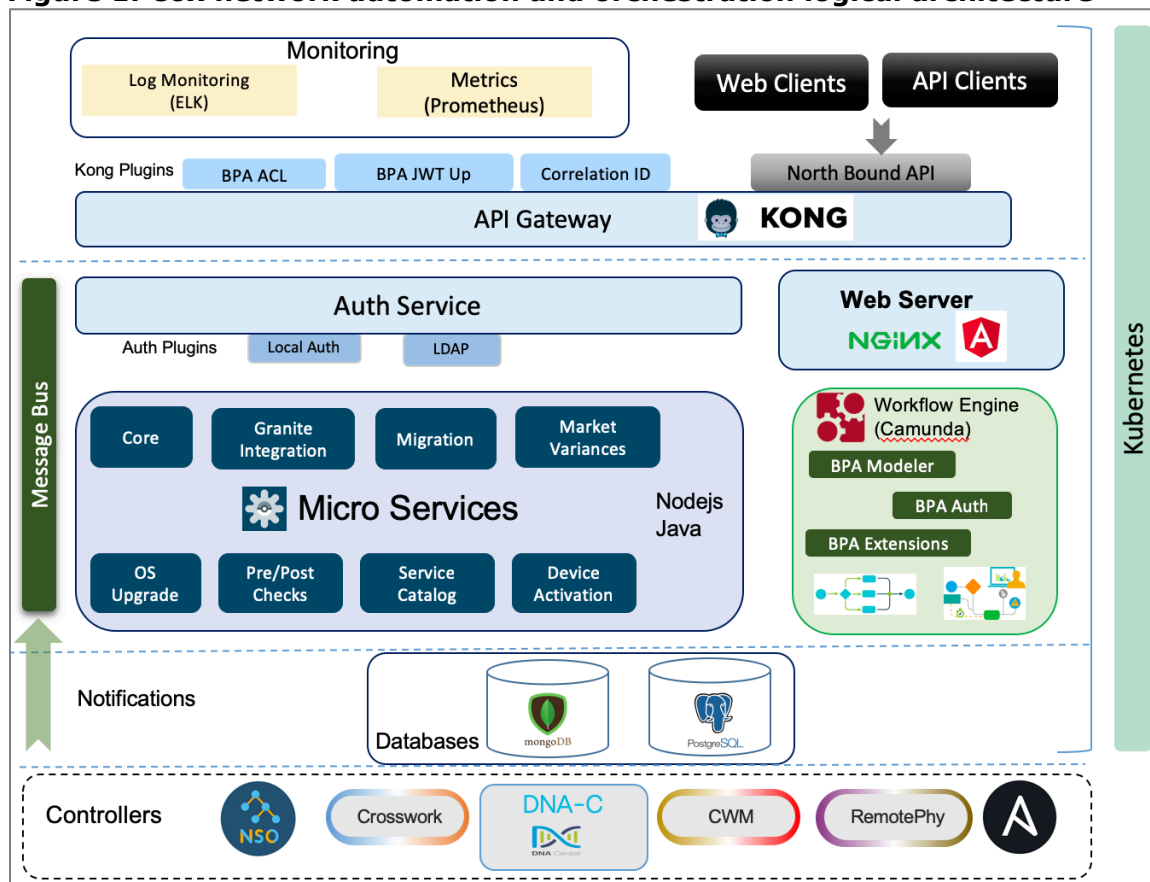 Monitoring
Log Monitoring
(ELK)
Metrics
(Prometheus)
Web Clients
API Clients
Kong Plugins
BPA ACL
BPA JWT Up
Correlation ID
North Bound API
API Gateway
KONG
Message Bus
Auth Service
Auth Plugins
Local Auth
LDAP
Web Server
NGINX
A
Core
Granite
Integration
Migration
Market
Variances
Micro Services
Nodejs
Java
OS
Upgrade
Pre/Post
Checks
Service
Catalog
Device
Activation
Workflow Engine
(Camunda)
BPA Modeler
BPA Auth
BPA Extensions
Kubernetes
Notifications
Databases
mongoDB
PostgreSQL
Controllers
NSO
Crosswork
DNA-C
DNA Center
CWM
RemotePhy
A